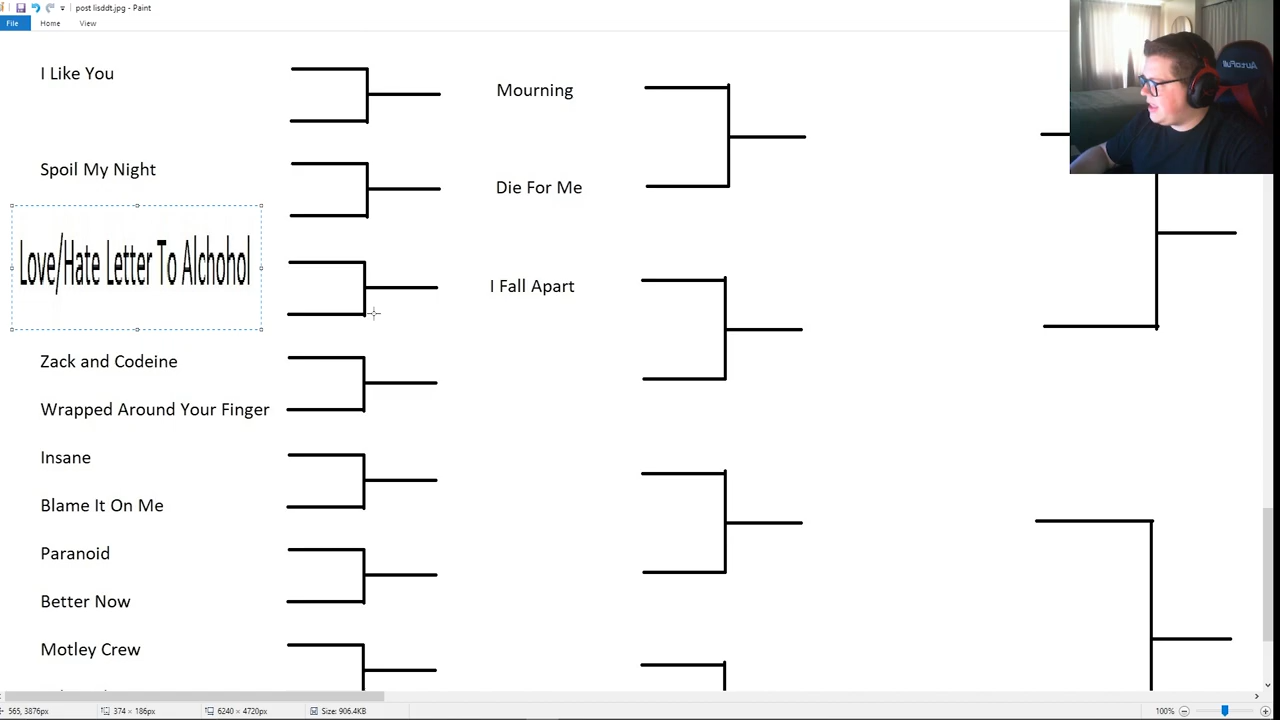 post lisddt.jpg - Paint
File Home View
I Like You
Mourning
Spoil My Night
Die For Me
Love/Hate Letter To Alchohol
I Fall Apart
Zack and Codeine
Wrapped Around Your Finger
Insane
Blame It On Me
Paranoid
Better Now
Motley Crew
565, 3876px 374 × 186px 6240 × 4720px Size: 906.4KB 100%